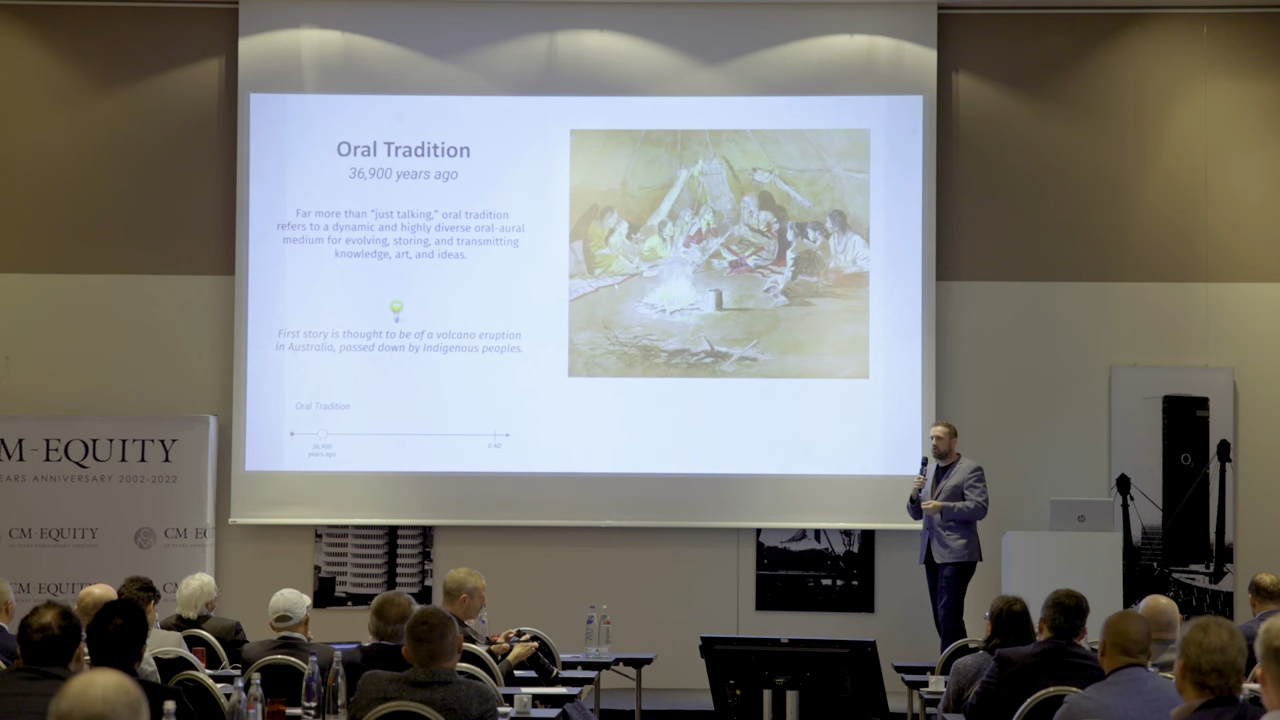 Oral Tradition
36,900 years ago
Far more than "just talking," oral tradition
refers to a dynamic and highly diverse oral-aural
medium for evolving, storing, and transmitting
knowledge, art, and ideas.
First story is thought to be of a volcano eruption
in Australia, passed down by Indigenous peoples.
Oral Tradition
36,900
years ago
M-EQUITY
EARS ANNIVERSARY 2002-2022
CM-EQUITY
CM-EC
CM-EQUITY
CM-E
hp